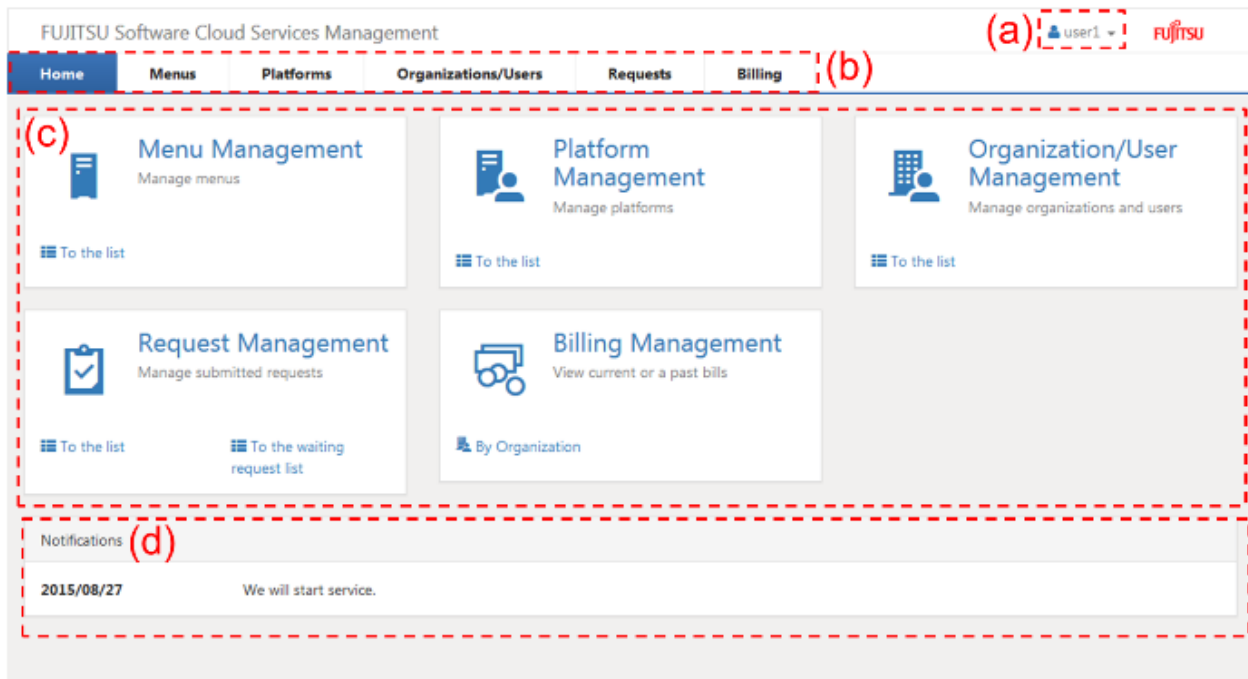 FUJITSU Software Cloud Services Management
(a)
user1
FUJITSU
Home Menus Platforms Organizations/Users Requests Billing
(b)
(c)
Menu Management
Manage menus
To the list
Platform
Management
Manage platforms
To the list
Organization/User
Management
Manage organizations and users
To the list
Request Management
Manage submitted requests
To the list
To the waiting
request list
Billing Management
View current or a past bills
By Organization
Notifications
(d)
2015/08/27 We will start service.